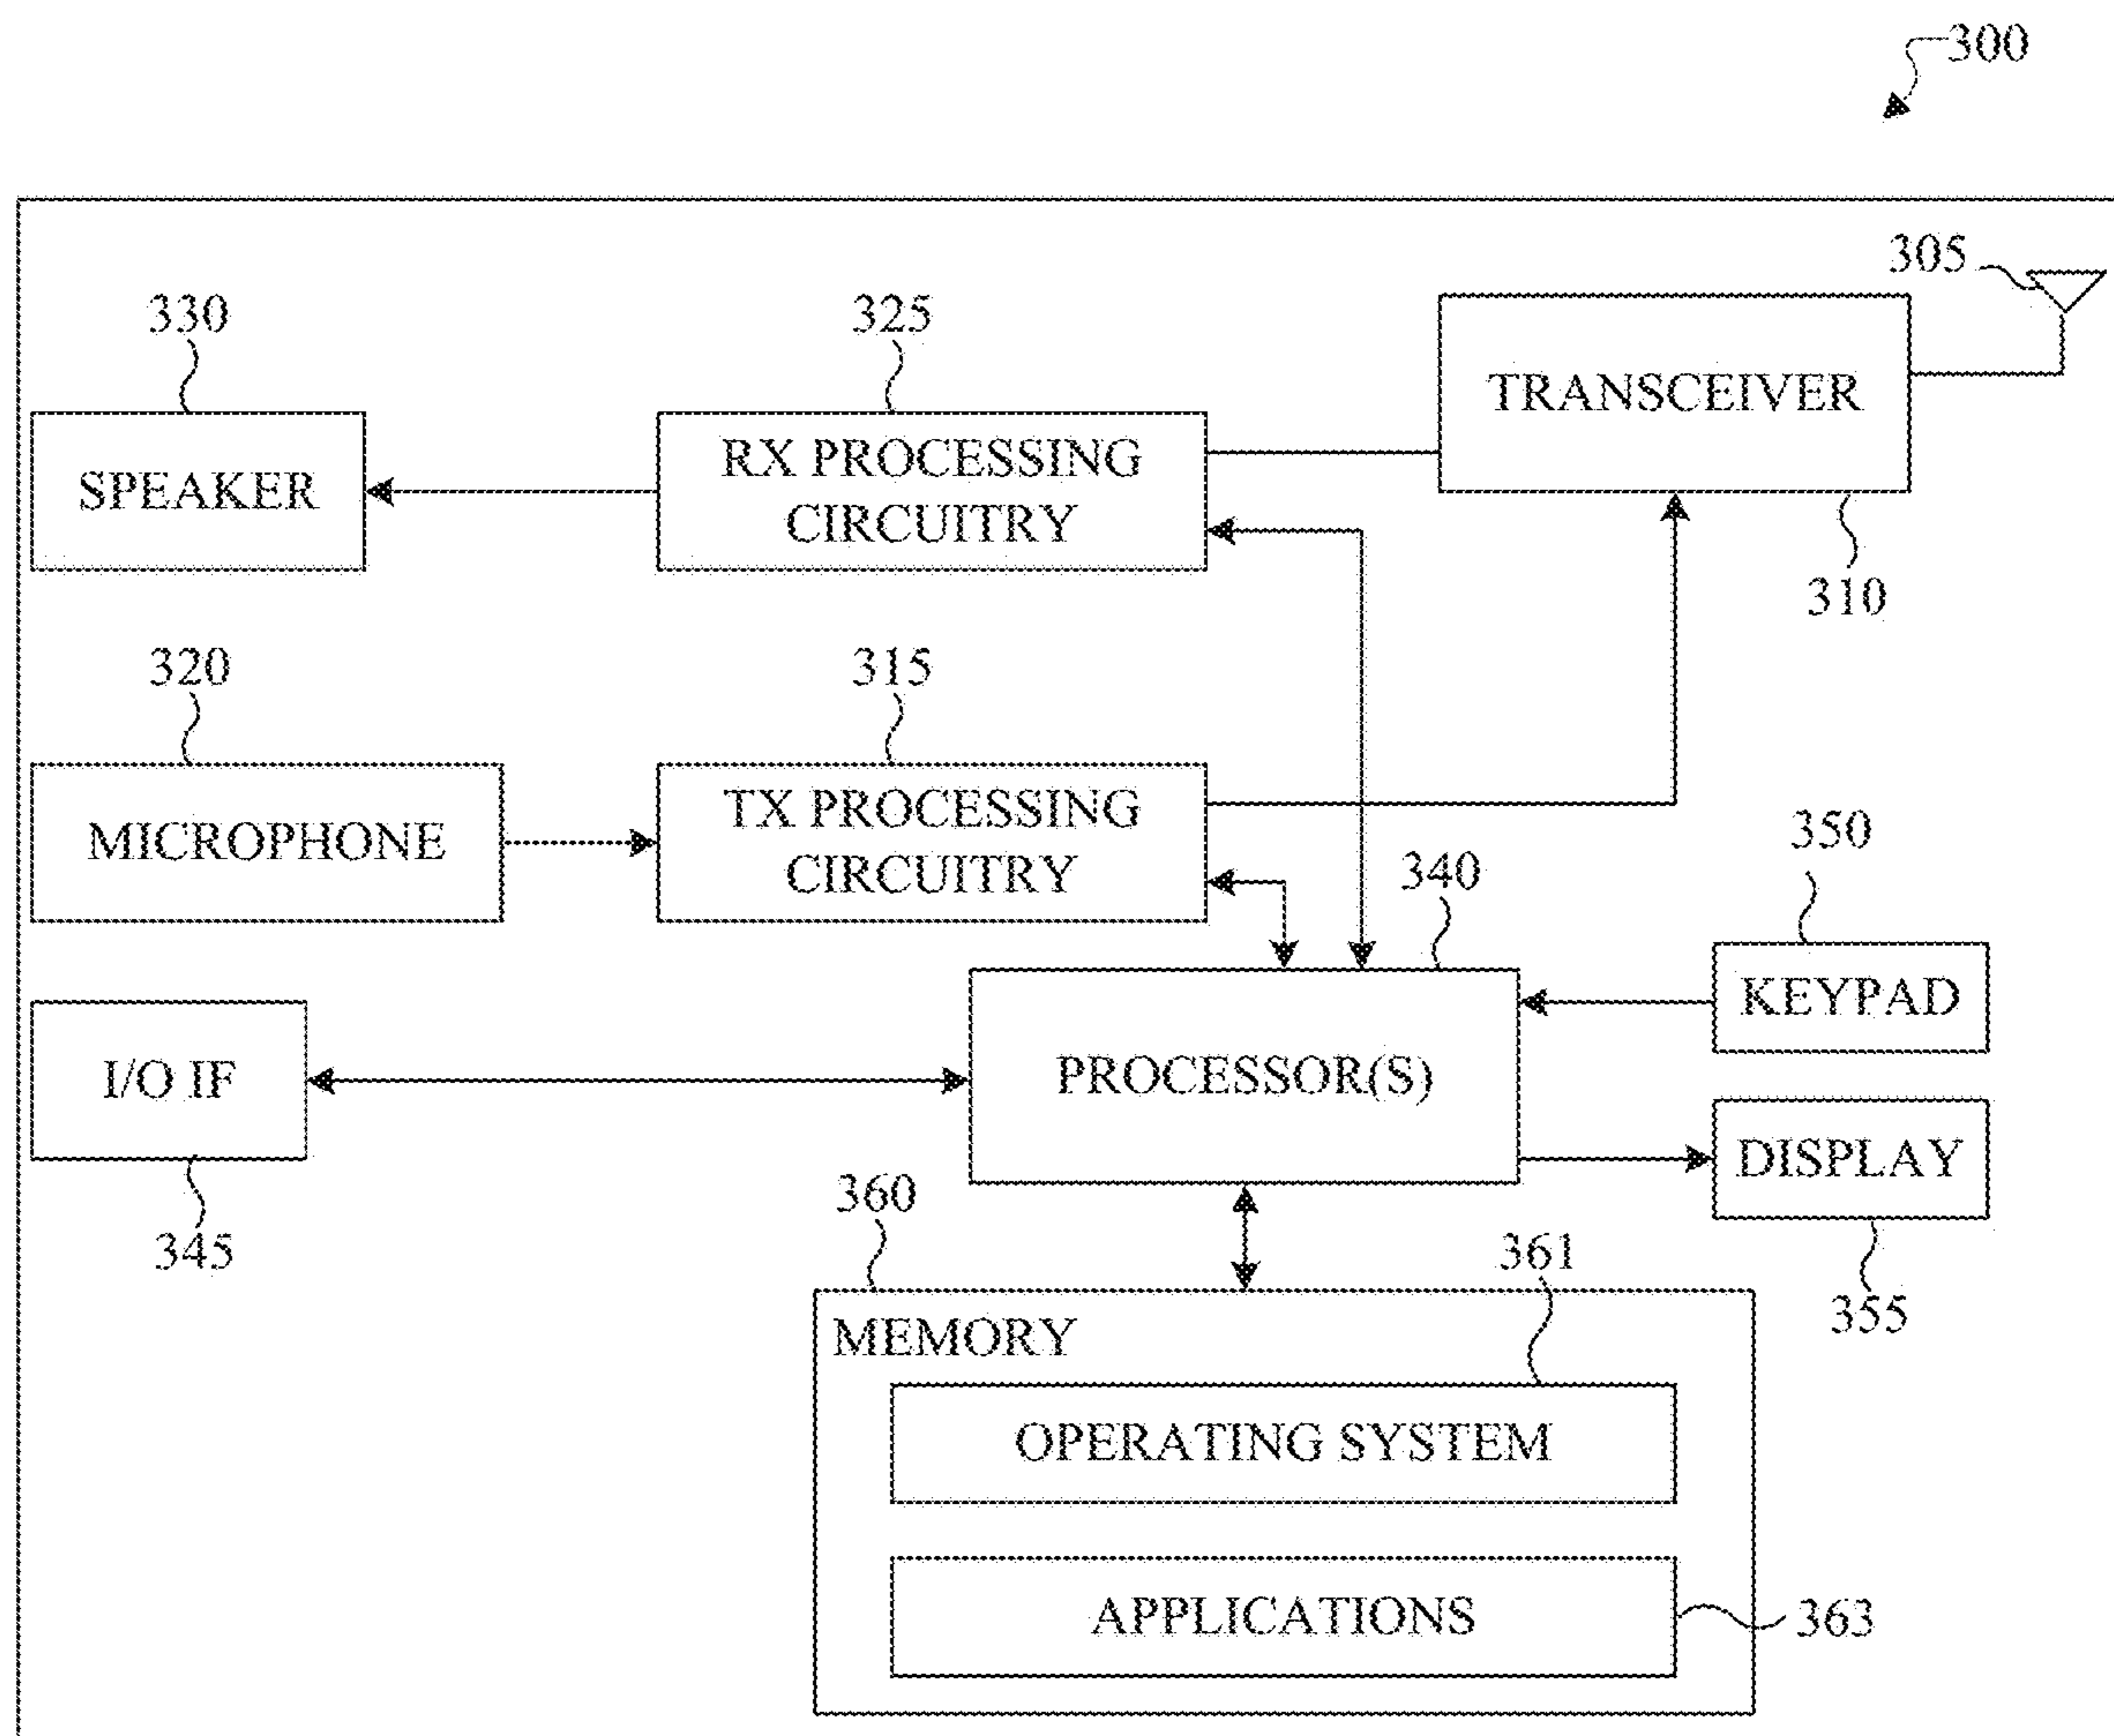 300
305
330
325
TRANSCEIVER
SPEAKER
RX PROCESSING
CIRCUITRY
310
320
315
MICROPHONE
TX PROCESSING
CIRCUITRY
340
350
KEYPAD
I/O IF
PROCESSOR(S)
DISPLAY
345
360
361
355
MEMORY
OPERATING SYSTEM
APPLICATIONS
363